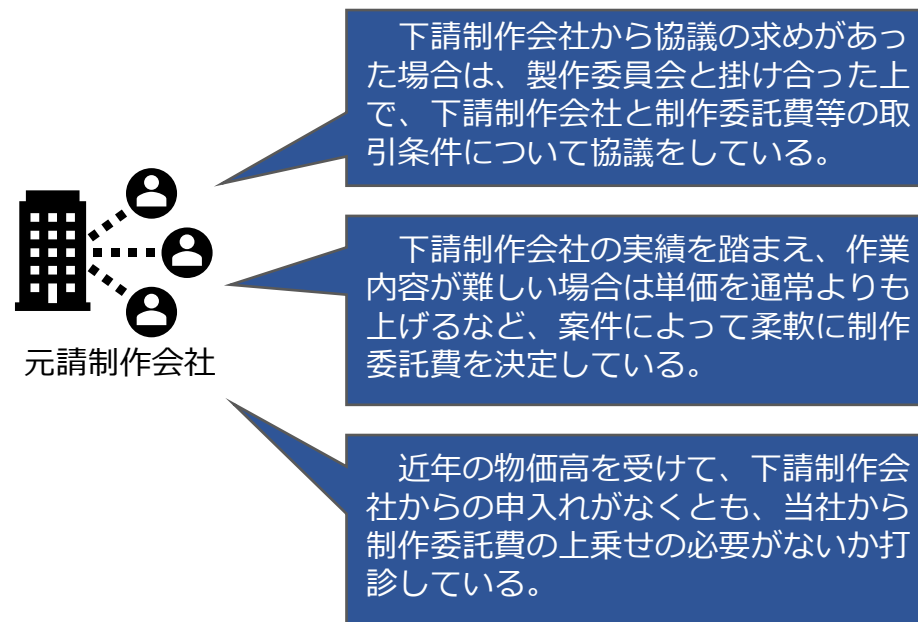 下請制作会社から協議の求めがあっ
た場合は、製作委員会と掛け合った上
で、下請制作会社と制作委託費等の取
引条件について協議をしている。
　下請制作会社の実績を踏まえ、作業
内容が難しい場合は単価を通常よりも
上げるなど、案件によって柔軟に制作
委託費を決定している。
元請制作会社
　近年の物価高を受けて、下請制作会
社からの申入れがなくとも、当社から
制作委託費の上乗せの必要がないか打
診している。